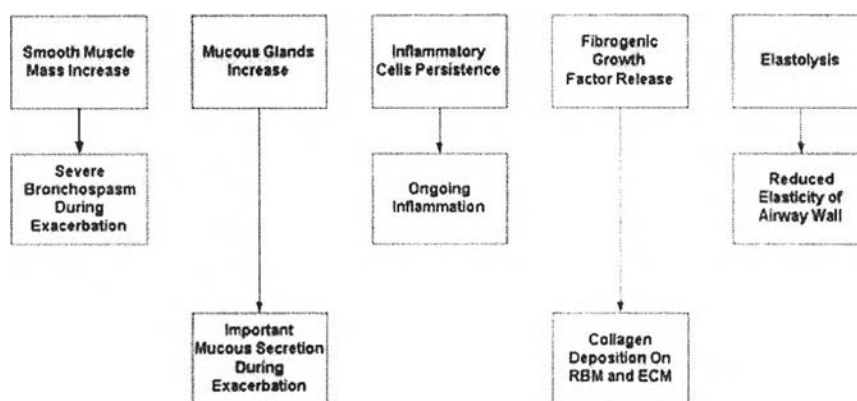 Smooth Muscle
Mass Increase
Mucous Glands
Increase
Inflammatory
Cells Persistence
Fibrogenic
Growth
Factor Release
Elastolysis
Severe
Bronchospasm
During
Exacerbation
Ongoing
Inflammation
Reduced
Elasticity of
Airway Wall
Important
Mucous Secretion
During
Exacerbation
Collagen
Deposition On
RBM and ECM